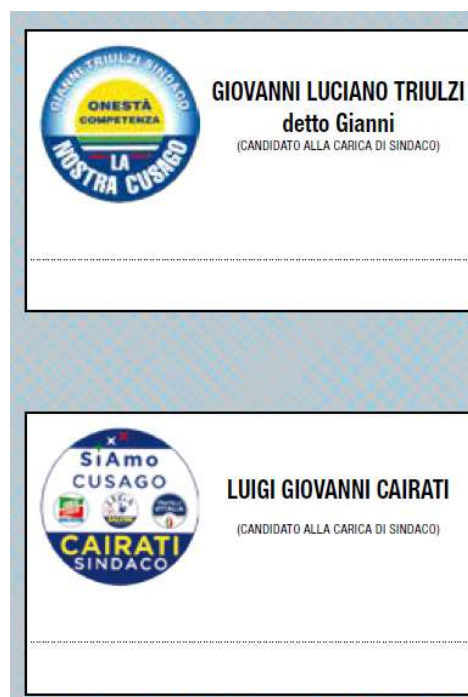 GIANNI TRIULZI SINDACO
ONESTÀ
COMPETENZA
LA
NOSTRA CUSAGO
GIOVANNI LUCIANO TRIULZI
detto Gianni
(CANDIDATO ALLA CARICA DI SINDACO)
SiAmo
CUSAGO
LEGA
CAIRATI
SINDACO
LUIGI GIOVANNI CAIRATI
(CANDIDATO ALLA CARICA DI SINDACO)